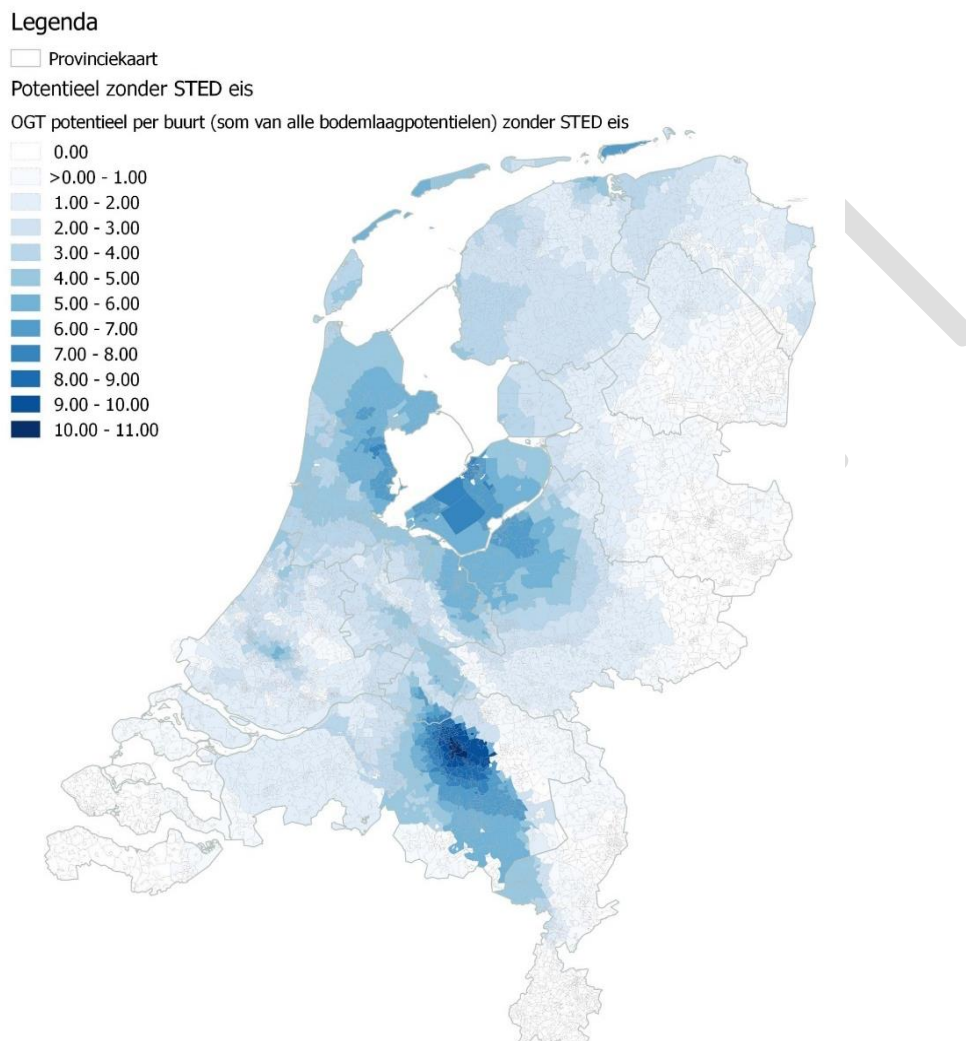 Legenda
Provinciekaart
Potentieel zonder STED eis
OGT potentieel per buurt (som van alle bodemlaagpotentielen) zonder STED eis
0.00
>0.00 - 1.00
1.00 - 2.00
2.00 - 3.00
3.00 - 4.00
4.00 - 5.00
5.00 - 6.00
6.00 - 7.00
7.00 - 8.00
8.00 - 9.00
9.00 - 10.00
10.00 - 11.00